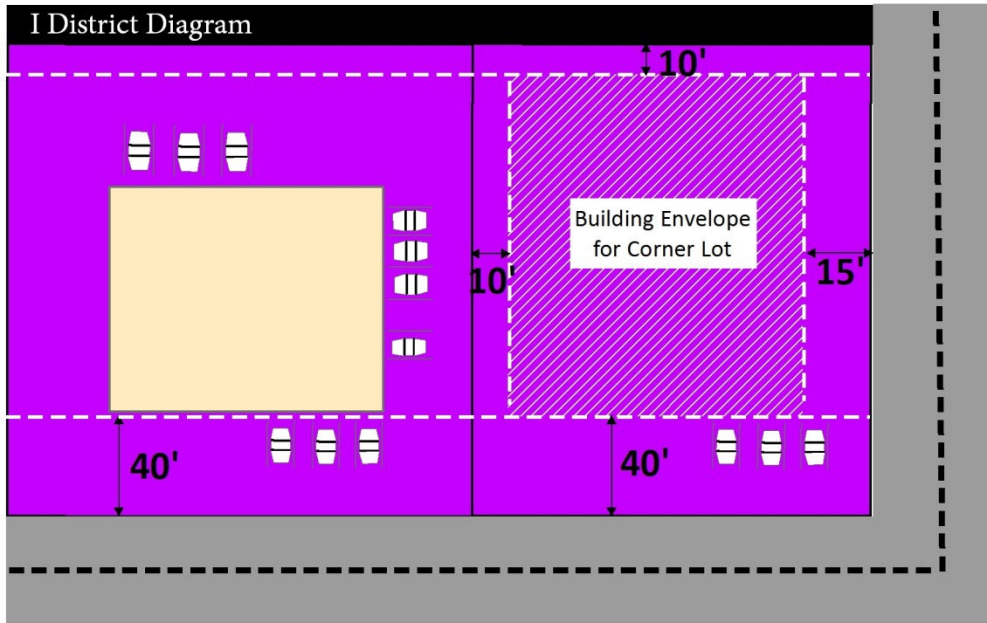 I District Diagram
10'
Building Envelope
for Corner Lot
10'
15'
40'
40'